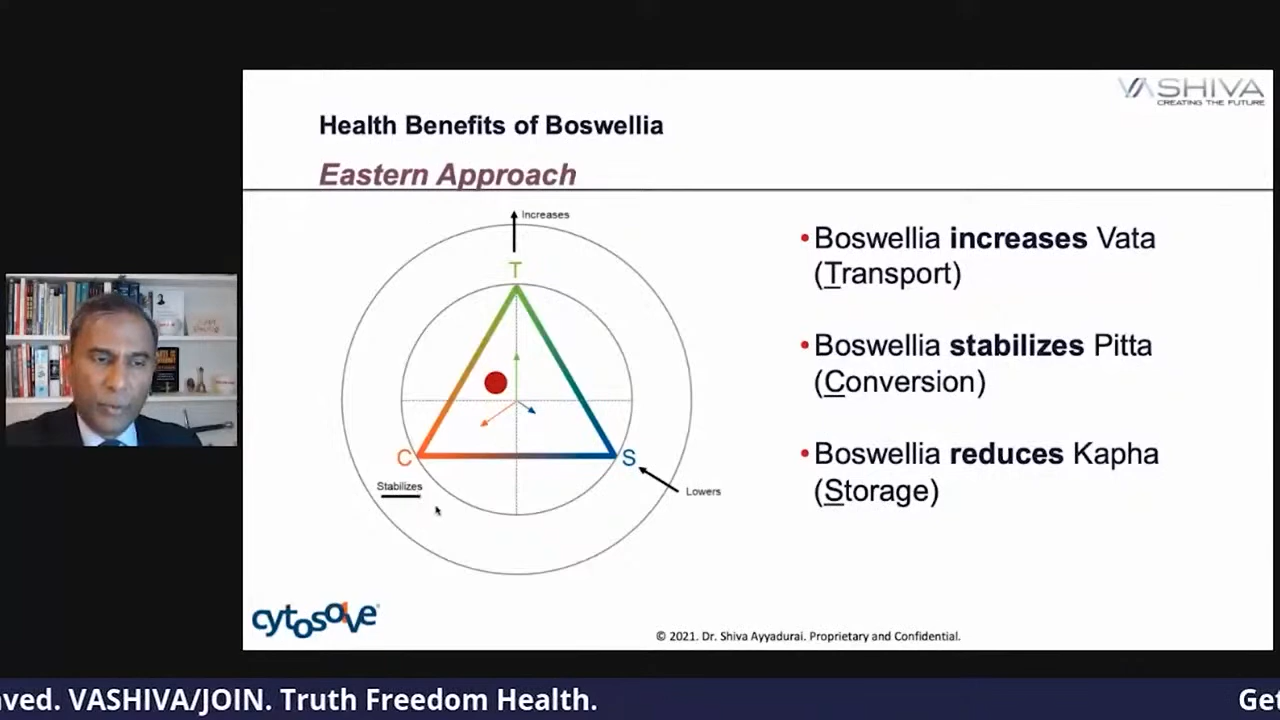 VASHIVA
CREATING THE FUTURE
Health Benefits of Boswellia
Eastern Approach
Increases
T
C
S
Stabilizes
Lowers
•Boswellia increases Vata
(Transport)
•Boswellia stabilizes Pitta
(Conversion)
•Boswellia reduces Kapha
(Storage)
cytosolve
© 2021. Dr. Shiva Ayyadurai. Proprietary and Confidential.
aved. VASHIVA/JOIN. Truth Freedom Health.
Get